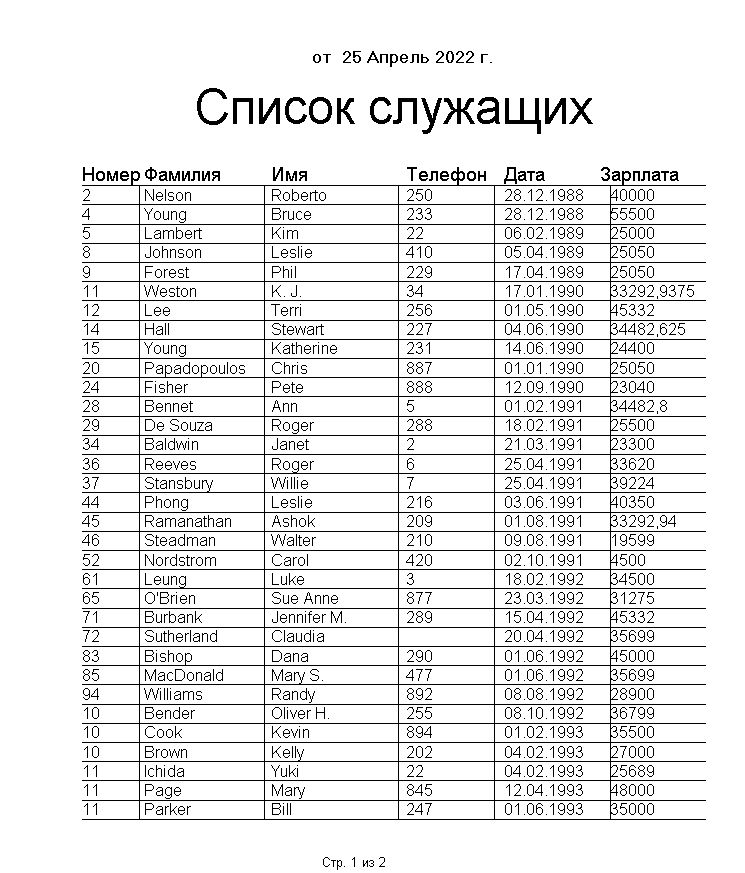 от 25 Апрель 2022 г.
Список служащих
Номер Фамилия Имя Телефон Дата Зарплата
2 Nelson Roberto 250 28.12.1988 40000
4 Young Bruce 233 28.12.1988 55500
5 Lambert Kim 22 06.02.1989 25000
8 Johnson Leslie 410 05.04.1989 25050
9 Forest Phil 229 17.04.1989 25050
11 Weston K. J. 34 17.01.1990 33292,9375
12 Lee Terri 256 01.05.1990 45332
14 Hall Stewart 227 04.06.1990 34482,625
15 Young Katherine 231 14.06.1990 24400
20 Papadopoulos Chris 887 01.01.1990 25050
24 Fisher Pete 888 12.09.1990 23040
28 Bennet Ann 5 01.02.1991 34482,8
29 De Souza Roger 288 18.02.1991 25500
34 Baldwin Janet 2 21.03.1991 23300
36 Reeves Roger 6 25.04.1991 33620
37 Stansbury Willie 7 25.04.1991 39224
44 Phong Leslie 216 03.06.1991 40350
45 Ramanathan Ashok 209 01.08.1991 33292,94
46 Steadman Walter 210 09.08.1991 19599
52 Nordstrom Carol 420 02.10.1991 4500
61 Leung Luke 3 18.02.1992 34500
65 O'Brien Sue Anne 877 23.03.1992 31275
71 Burbank Jennifer M. 289 15.04.1992 45332
72 Sutherland Claudia 20.04.1992 35699
83 Bishop Dana 290 01.06.1992 45000
85 MacDonald Mary S. 477 01.06.1992 35699
94 Williams Randy 892 08.08.1992 28900
10 Bender Oliver H. 255 08.10.1992 36799
10 Cook Kevin 894 01.02.1993 35500
10 Brown Kelly 202 04.02.1993 27000
11 Ichida Yuki 22 04.02.1993 25689
11 Page Mary 845 12.04.1993 48000
11 Parker Bill 247 01.06.1993 35000
Стр. 1 из 2